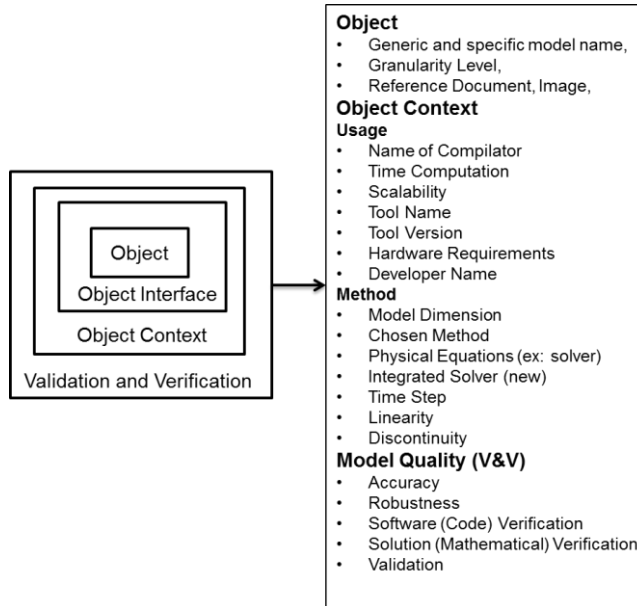 Object
Object Interface
Object Context
Validation and Verification
Object
• Generic and specific model name,
• Granularity Level,
• Reference Document, Image,
Object Context
Usage
• Name of Compilator
• Time Computation
• Scalability
• Tool Name
• Tool Version
• Hardware Requirements
• Developer Name
Method
• Model Dimension
• Chosen Method
• Physical Equations (ex: solver)
• Integrated Solver (new)
• Time Step
• Linearity
• Discontinuity
Model Quality (V&V)
• Accuracy
• Robustness
• Software (Code) Verification
• Solution (Mathematical) Verification
• Validation